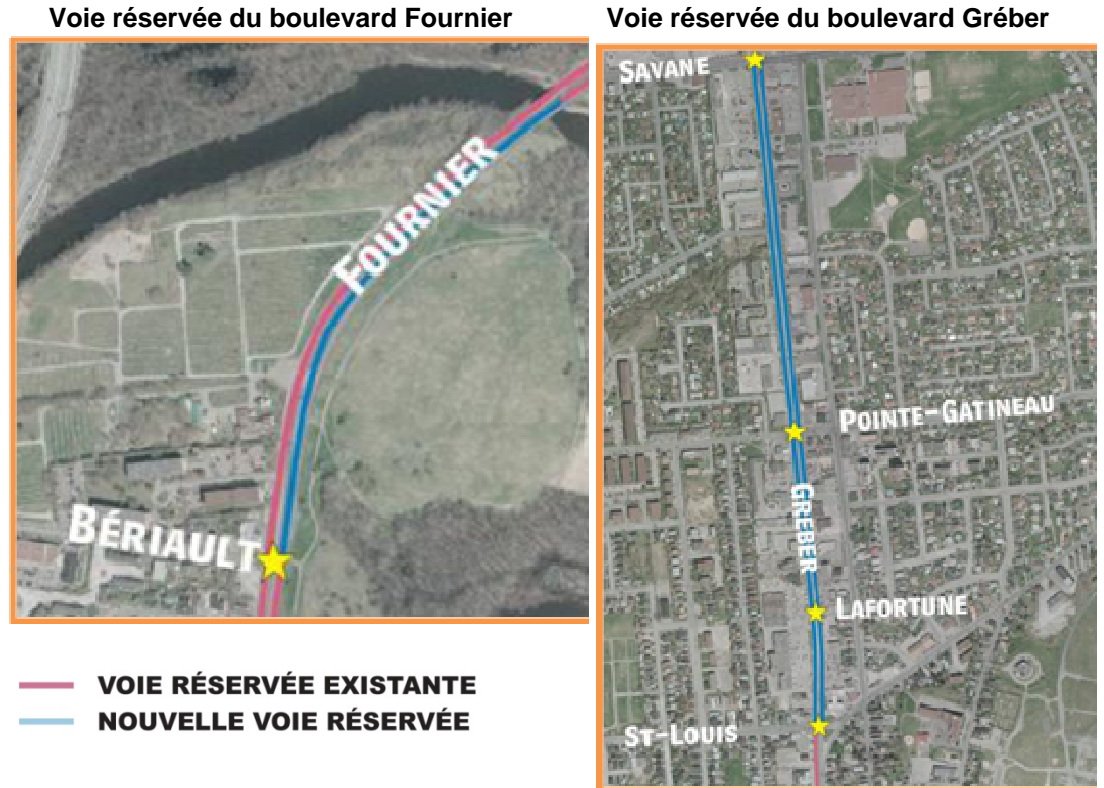 Voie réservée du boulevard Fournier
FOURNIER
BÉRIAULT
VOIE RÉSERVÉE EXISTANTE
NOUVELLE VOIE RÉSERVÉE
Voie réservée du boulevard Gréber
SAVANE
POINTE-GATINEAU
GREBER
LAFORTUNE
ST-LOUIS